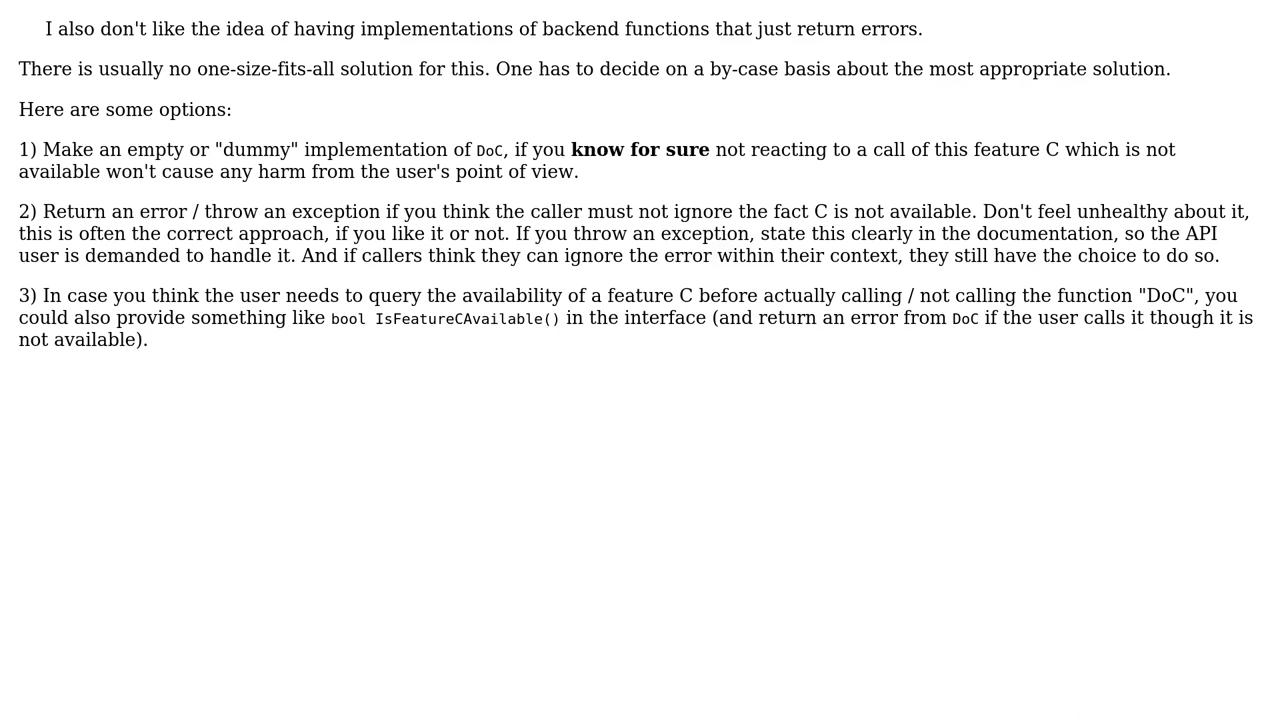 I also don't like the idea of having implementations of backend functions that just return errors.
There is usually no one-size-fits-all solution for this. One has to decide on a by-case basis about the most appropriate solution.
Here are some options:
1) Make an empty or "dummy" implementation of DoC, if you know for sure not reacting to a call of this feature C which is not
available won't cause any harm from the user's point of view.
2) Return an error / throw an exception if you think the caller must not ignore the fact C is not available. Don't feel unhealthy about it,
this is often the correct approach, if you like it or not. If you throw an exception, state this clearly in the documentation, so the API
user is demanded to handle it. And if callers think they can ignore the error within their context, they still have the choice to do so.
3) In case you think the user needs to query the availability of a feature C before actually calling / not calling the function "DoC", you
could also provide something like bool IsFeatureCAvailable() in the interface (and return an error from DoC if the user calls it though it is
not available).